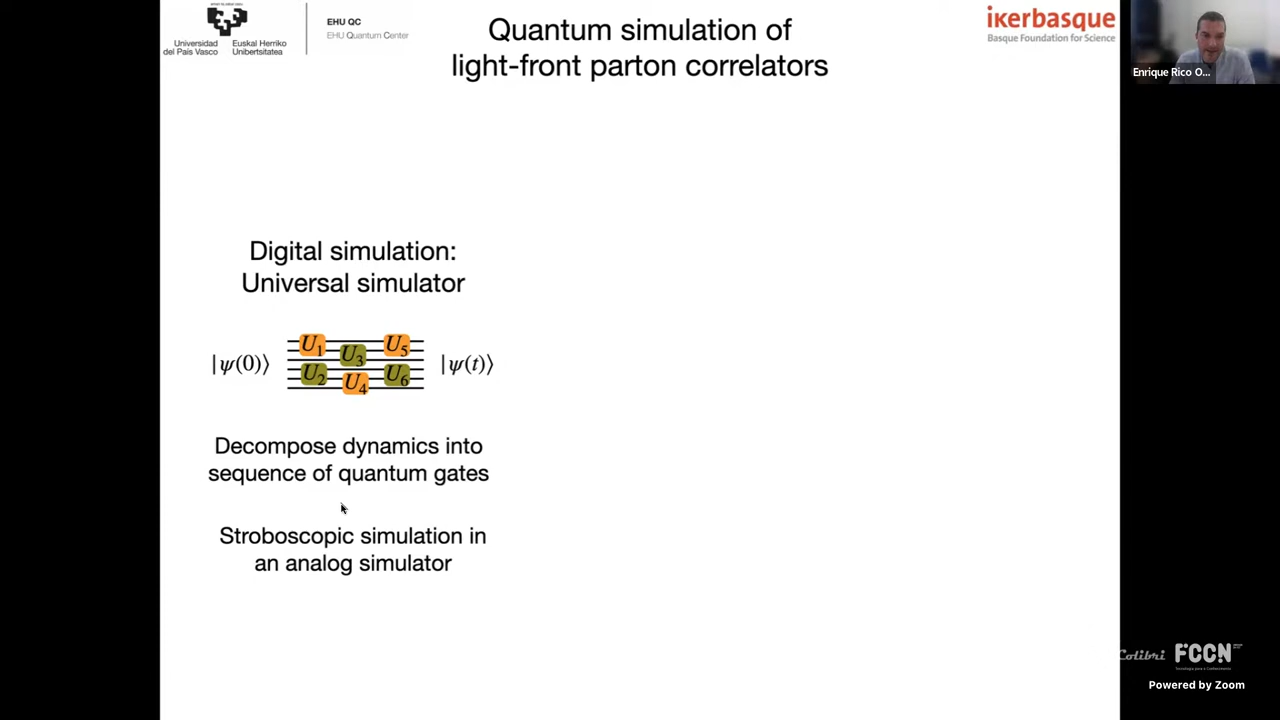 Universidad
del País Vasco
Euskal Herriko
Unibertsitatea
EHU QC
EHU Quantum Center
Quantum simulation of
light-front parton correlators
ikerbasque
Basque Foundation for Science
Enrique Rico O...
Digital simulation:
Universal simulator
|ψ(0)⟩
U₁
U₂
U₃
U₄
U₅
U₆
|ψ(t)⟩
Decompose dynamics into
sequence of quantum gates
Stroboscopic simulation in
an analog simulator
Colibri
FCCN
Powered by Zoom